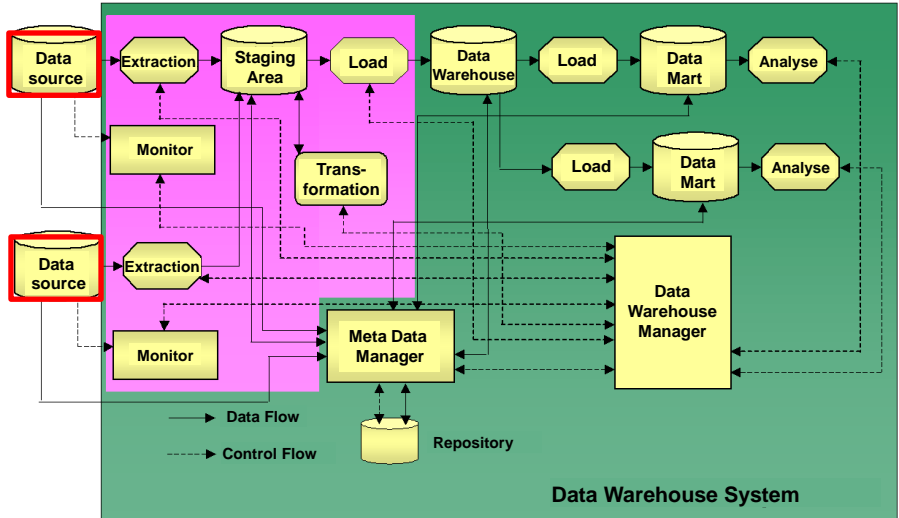 Data
source
Extraction
Staging
Area
Load
Data
Warehouse
Load
Data
Mart
Analyse
Monitor
Trans-
formation
Load
Data
Mart
Analyse
Data
source
Extraction
Monitor
Meta Data
Manager
Data
Warehouse
Manager
Data Flow
Control Flow
Repository
Data Warehouse System